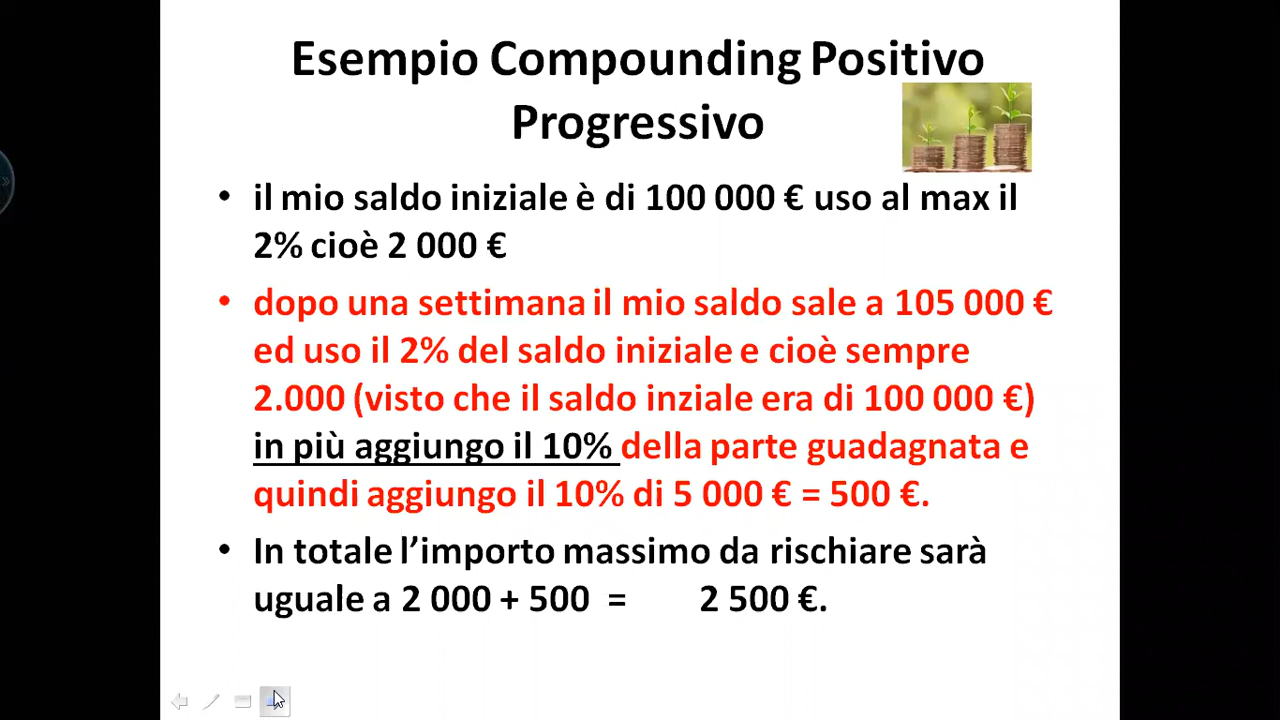 Esempio Compounding Positivo
Progressivo
• il mio saldo iniziale è di 100 000 € uso al max il
2% cioè 2 000 €
• dopo una settimana il mio saldo sale a 105 000 €
ed uso il 2% del saldo iniziale e cioè sempre
2.000 (visto che il saldo inziale era di 100 000 €)
in più aggiungo il 10% della parte guadagnata e
quindi aggiungo il 10% di 5 000 € = 500 €.
• In totale l’importo massimo da rischiare sarà
uguale a 2 000 + 500 = 2 500 €.